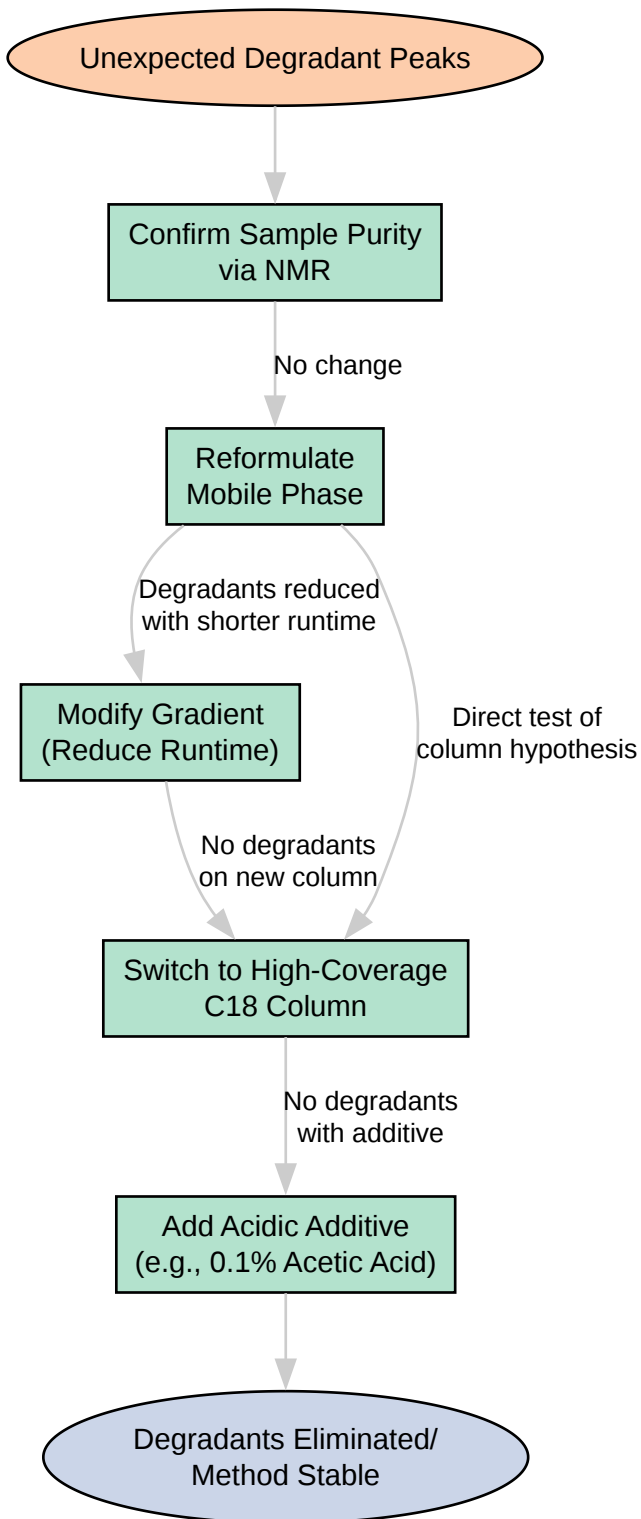 Unexpected Degradant Peaks
Confirm Sample Purity
via NMR
No change
Reformulate
Mobile Phase
Degradants reduced
with shorter runtime
Modify Gradient
(Reduce Runtime)
Direct test of
column hypothesis
No degradants
on new column
Switch to High-Coverage
C18 Column
No degradants
with additive
Add Acidic Additive
(e.g., 0.1% Acetic Acid)
Degradants Eliminated/
Method Stable